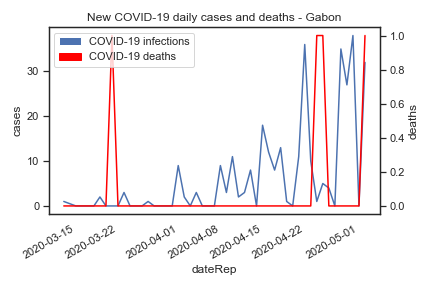 New COVID-19 daily cases and deaths - Gabon
COVID-19 infections
COVID-19 deaths
cases
30
20
10
0
deaths
1.0
0.8
0.6
0.4
0.2
0.0
2020-03-15
2020-03-22
2020-04-01
2020-04-08
2020-04-15
2020-04-22
2020-05-01
dateRep